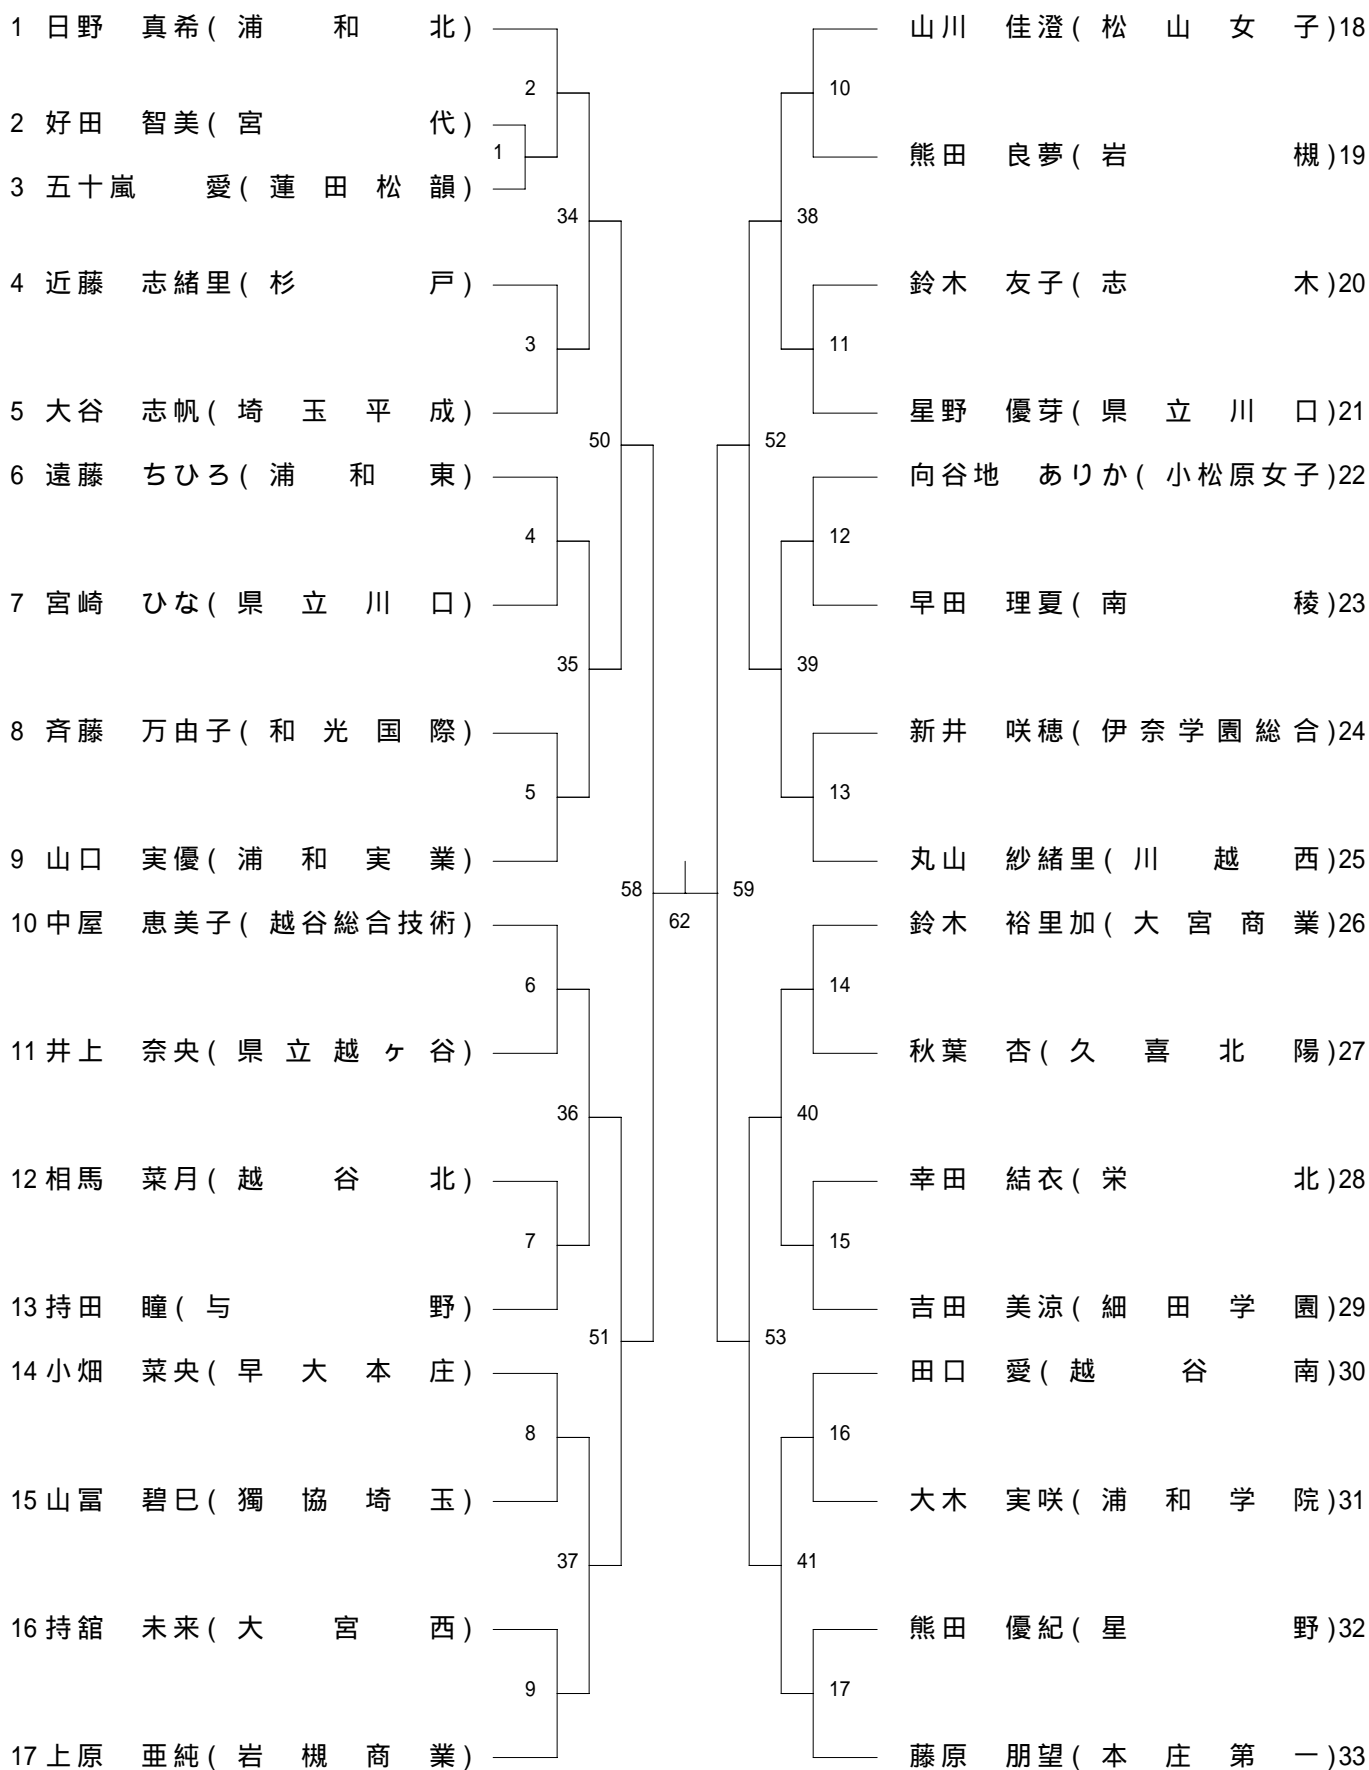 1 日野　真希(浦和北)
2
2 好田　智美(宮代)
1
3 五十嵐　愛(蓮田松韻)
34
4 近藤　志緒里(杉戸)
3
5 大谷　志帆(埼玉平成)
50
6 遠藤　ちひろ(浦和東)
4
7 宮崎　ひな(県立川口)
35
8 斉藤　万由子(和光国際)
5
9 山口　実優(浦和実業)
58
62
10 中屋　恵美子(越谷総合技術)
6
11 井上　奈央(県立越ヶ谷)
36
12 相馬　菜月(越谷北)
7
13 持田　瞳(与野)
51
14 小畑　菜央(早大本庄)
8
15 山冨　碧巳(獨協埼玉)
37
16 持舘　未来(大宮西)
9
17 上原　亜純(岩槻商業)
山川　佳澄(松山女子)18
10
熊田　良夢(岩槻)19
38
鈴木　友子(志木)20
11
星野　優芽(県立川口)21
52
向谷地　ありか(小松原女子)22
12
早田　理夏(南稜)23
39
新井　咲穂(伊奈学園総合)24
13
丸山　紗緒里(川越西)25
59
鈴木　裕里加(大宮商業)26
14
秋葉　杏(久喜北陽)27
40
幸田　結衣(栄北)28
15
吉田　美涼(細田学園)29
53
田口　愛(越谷南)30
16
大木　実咲(浦和学院)31
41
熊田　優紀(星野)32
17
藤原　朋望(本庄第一)33